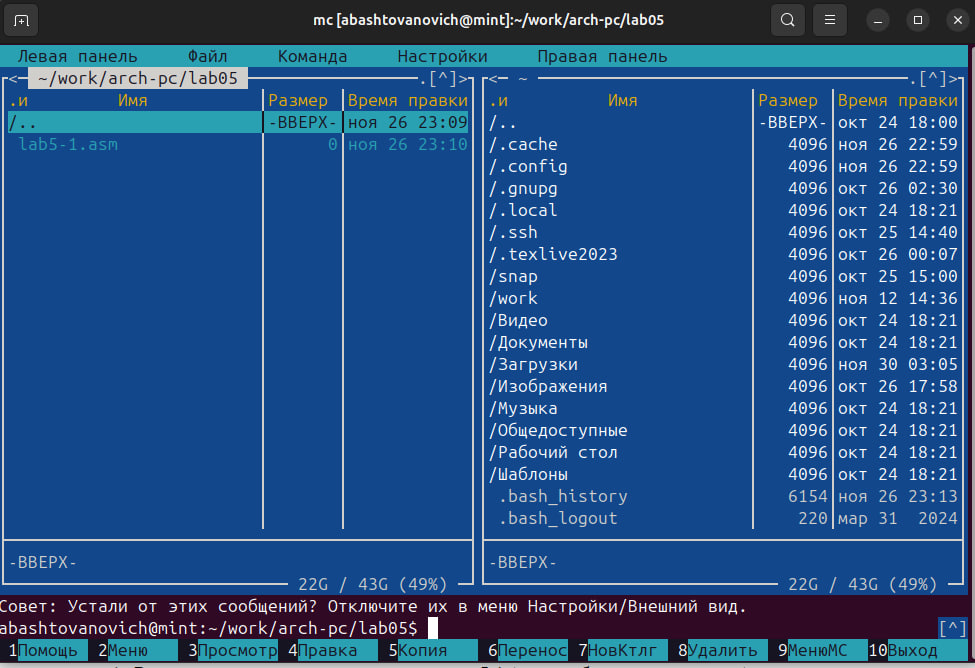 mc [abashtovanovich@mint]:~/work/arch-pc/lab05
Левая панель Файл Команда Настройки Правая панель
<- ~/work/arch-pc/lab05 .[^]>
.и Имя Размер Время правки
/.. -ВВЕРХ- ноя 26 23:09
lab5-1.asm 0 ноя 26 23:10
-ВВЕРХ-
22G / 43G (49%)
<- ~ .[^]>
.и Имя Размер Время правки
/.. -ВВЕРХ- окт 24 18:00
/.cache 4096 ноя 26 22:59
/.config 4096 ноя 26 22:59
/.gnupg 4096 окт 26 02:30
/.local 4096 окт 24 18:21
/.ssh 4096 окт 25 14:40
/.texlive2023 4096 окт 26 00:07
/snap 4096 окт 25 15:00
/work 4096 ноя 12 14:36
/Видео 4096 окт 24 18:21
/Документы 4096 окт 24 18:21
/Загрузки 4096 ноя 30 03:05
/Изображения 4096 окт 26 17:58
/Музыка 4096 окт 24 18:21
/Общедоступные 4096 окт 24 18:21
/Рабочий стол 4096 окт 24 18:21
/Шаблоны 4096 окт 24 18:21
.bash_history 6154 ноя 26 23:13
.bash_logout 220 мар 31 2024
-ВВЕРХ-
22G / 43G (49%)
Совет: Устали от этих сообщений? Отключите их в меню Настройки/Внешний вид.
abashtovanovich@mint:~/work/arch-pc/lab05$ [^]
1Помощь 2Меню 3Просмотр 4Правка 5Копия 6Перенос 7НовКтлг 8Удалить 9МенюMC 10Выход